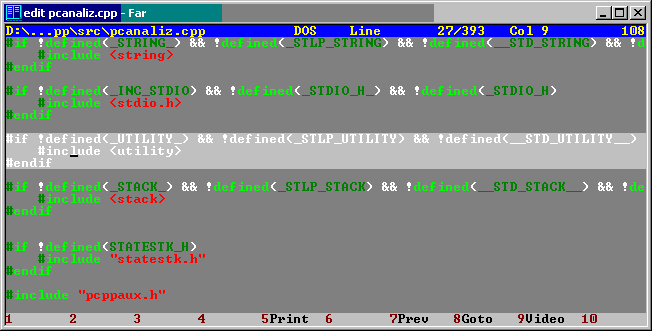 edit pcanaliz.cpp - Far
D:\...pp\src\pcanaliz.cpp DOS Line 27/393 Col 9 108
#if !defined(_STRING_) && !defined(_STLP_STRING) && !defined(__STD_STRING) && !d
#include <string>
#endif
#if !defined(_INC_STDIO) && !defined(_STDIO_H_) && !defined(_STDIO_H)
#include <stdio.h>
#endif
#if !defined(_UTILITY_) && !defined(_STLP_UTILITY) && !defined(__STD_UTILITY__)
#include <utility>
#endif
#if !defined(_STACK_) && !defined(_STLP_STACK) && !defined(__STD_STACK__) && !de
#include <stack>
#endif
#if !defined(STATESTK_H)
#include "statestk.h"
#endif
#include "pcppaux.h"
1 2 3 4 5Print 6 7Prev 8Goto 9Video 10